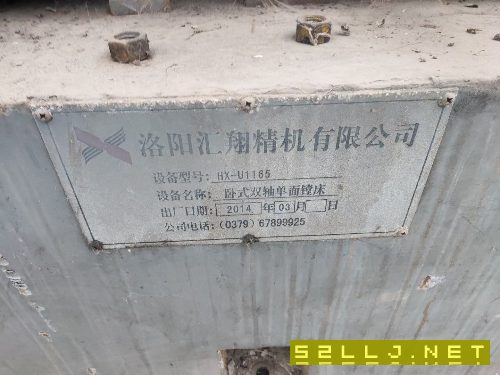 洛阳汇翔精机有限公司
设备型号: HX-U1165
设备名称: 卧式双轴单面镗床
出厂日期: 2014 年 03 月 日
公司电话: (0379) 67899925
52LLJ.NET